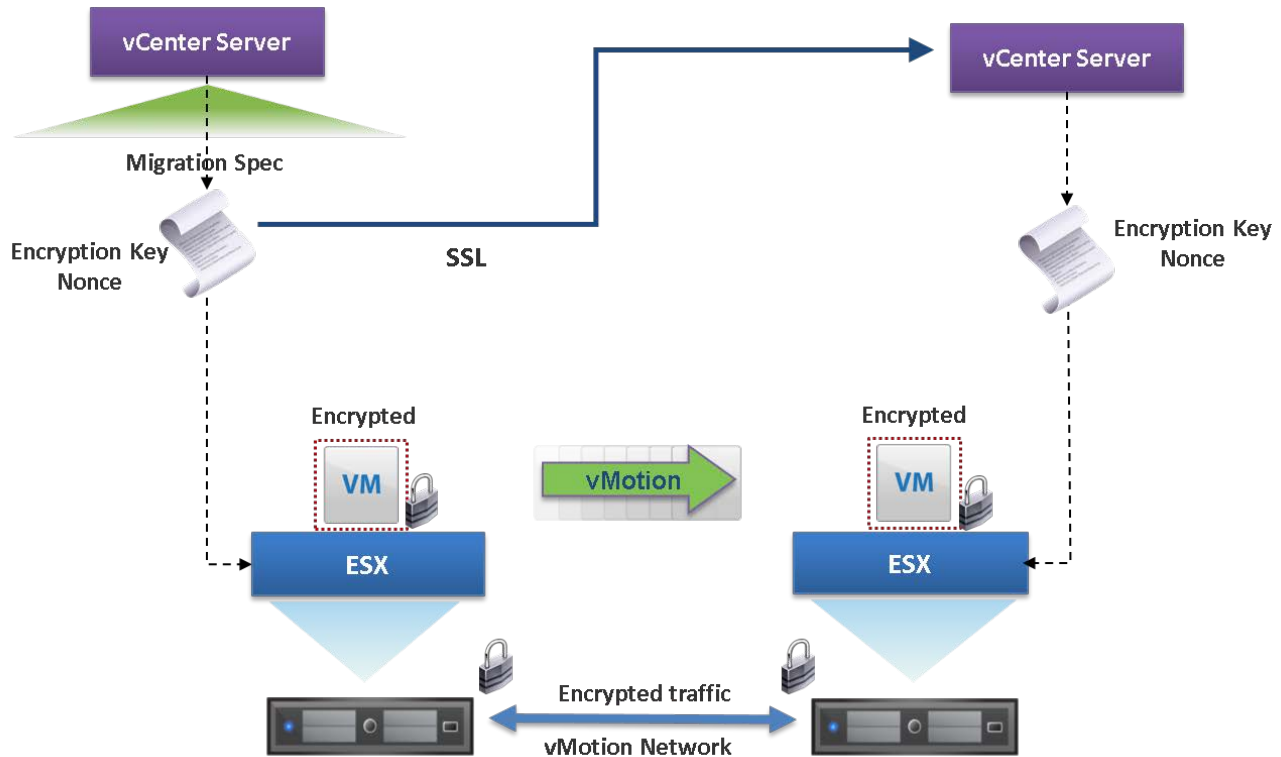 vCenter Server
vCenter Server
Migration Spec
Encryption Key
Nonce
SSL
Encryption Key
Nonce
Encrypted
Encrypted
VM
vMotion
VM
ESX
ESX
Encrypted traffic
vMotion Network